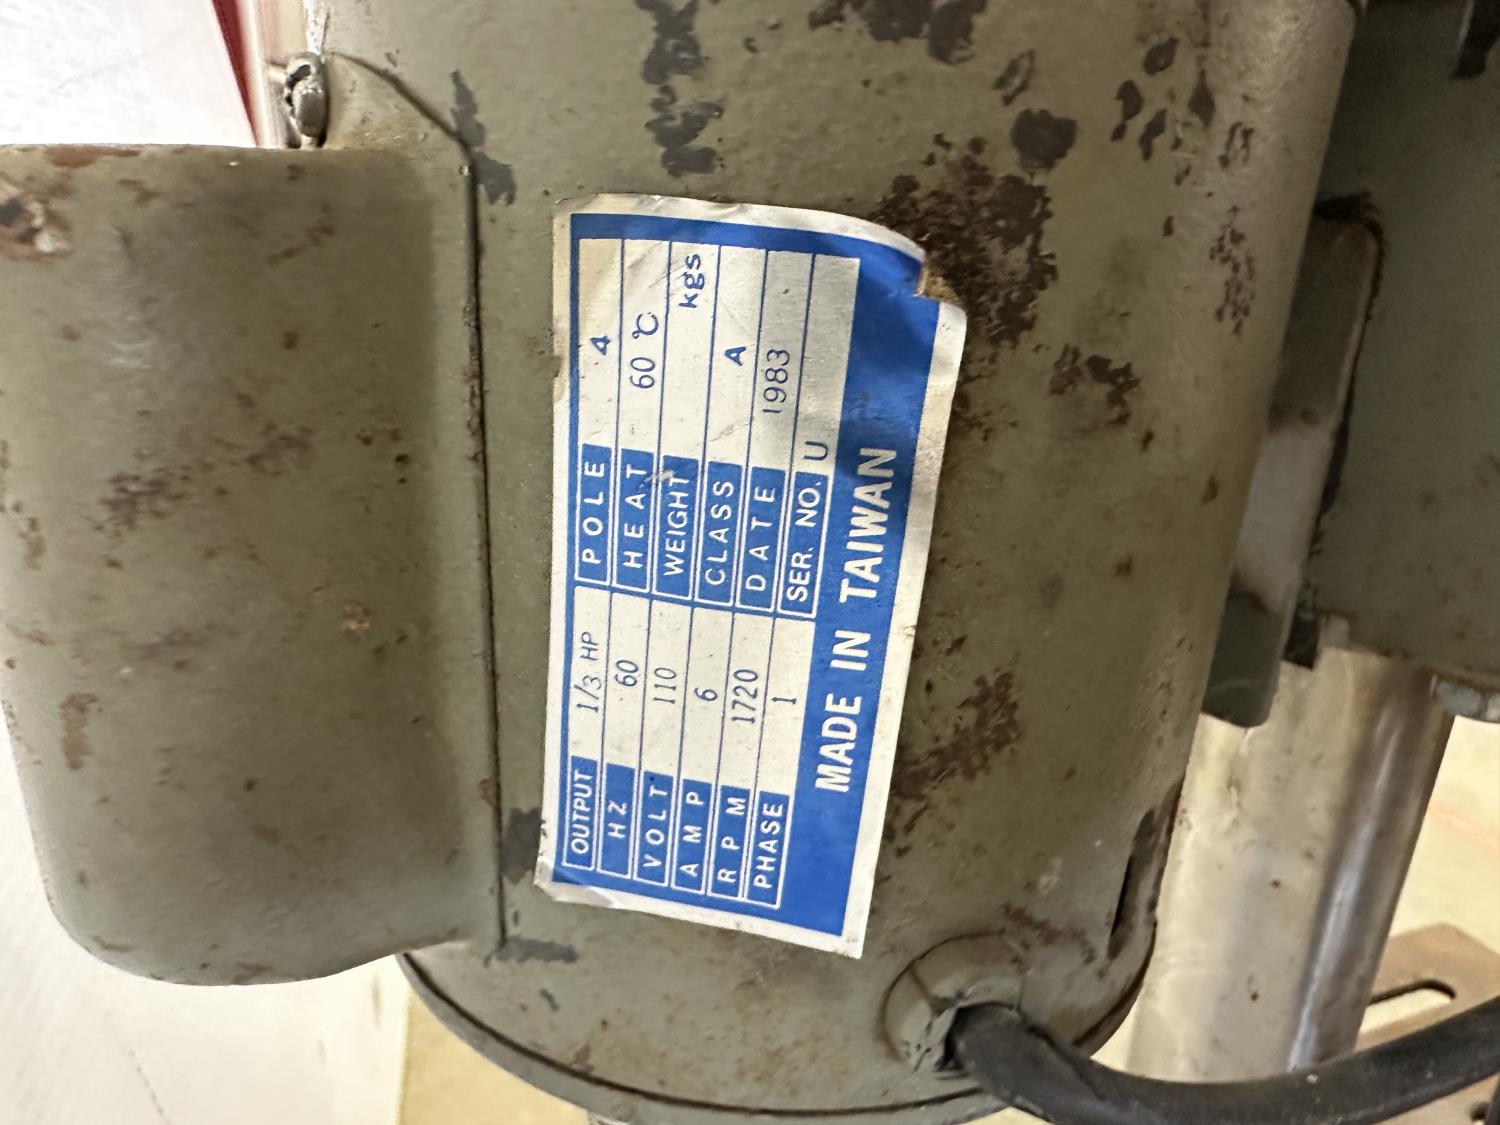 OUTPUT 1/3 HP POLE 4
HZ 60 HEAT 60 ℃
VOLT 110 WEIGHT kgs
AMP 6 CLASS A
RPM 1720 DATE 1983
PHASE 1 SER. NO. U
MADE IN TAIWAN